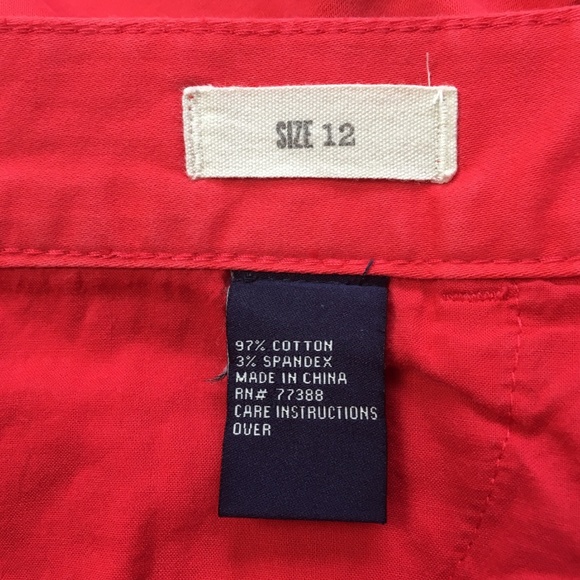 SIZE 12
97% COTTON
3% SPANDEX
MADE IN CHINA
RN# 77388
CARE INSTRUCTIONS
OVER